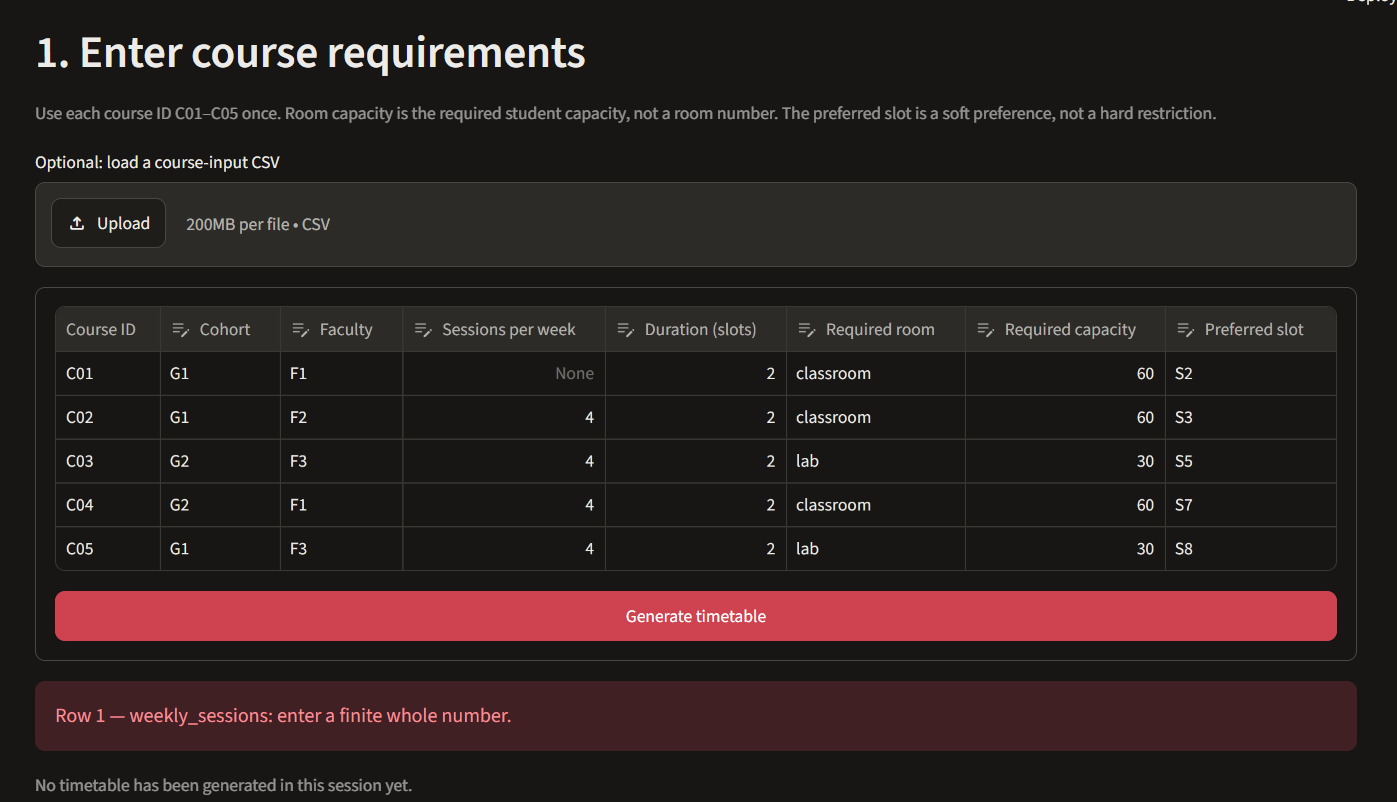 1. Enter course requirements
Use each course ID C01–C05 once. Room capacity is the required student capacity, not a room number. The preferred slot is a soft preference, not a hard restriction.
Optional: load a course-input CSV
Upload 200MB per file • CSV
Course ID Cohort Faculty Sessions per week Duration (slots) Required room Required capacity Preferred slot
C01 G1 F1 None 2 classroom 60 S2
C02 G1 F2 4 2 classroom 60 S3
C03 G2 F3 4 2 lab 30 S5
C04 G2 F1 4 2 classroom 60 S7
C05 G1 F3 4 2 lab 30 S8
Generate timetable
Row 1 — weekly_sessions: enter a finite whole number.
No timetable has been generated in this session yet.